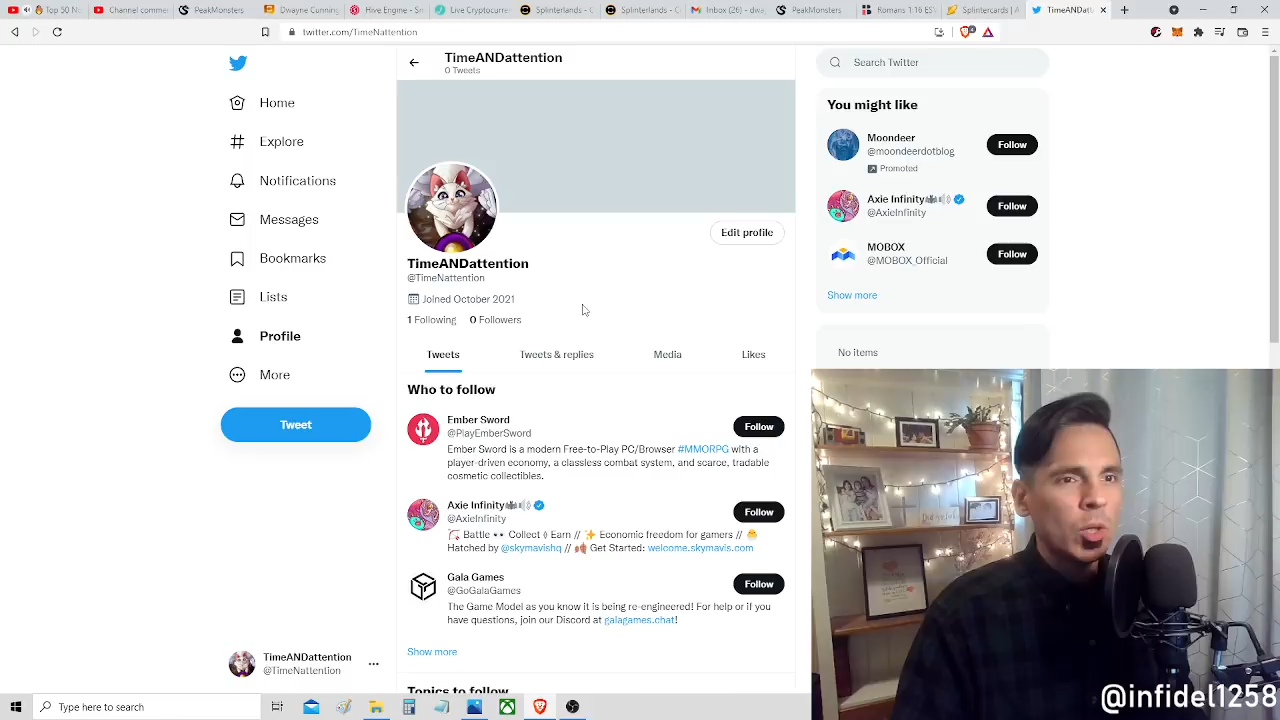 Top 50 N
Channel commen
PeakMonsters
Dwayne Cunning
Hive Engine - Sm
Live Cryptocurre
Splinterlands - C
Splinterlands - C
Inbox (26) - dwa
PeakMonsters
Romans 1:16 ESV
Splintercards | A
TimeANDatt
twitter.com/TimeNattention
TimeANDattention
0 Tweets
Search Twitter
Home
Explore
Notifications
Messages
Bookmarks
Lists
Profile
More
Tweet
Edit profile
TimeANDattention
@TimeNattention
Joined October 2021
1 Following 0 Followers
Tweets Tweets & replies Media Likes
Who to follow
Ember Sword
@PlayEmberSword
Follow
Ember Sword is a modern Free-to-Play PC/Browser #MMORPG with a
player-driven economy, a classless combat system, and scarce, tradable
cosmetic collectibles.
Axie Infinity
@AxieInfinity
Follow
Battle 👀 Collect ◊ Earn // ✨ Economic freedom for gamers //
Hatched by @skymavishq // Get Started: welcome.skymavis.com
Gala Games
@GoGalaGames
Follow
The Game Model as you know it is being re-engineered! For help or if you
have questions, join our Discord at galagames.chat!
Show more
Topics to follow
You might like
Moondeer
@moondeerdotblog
Follow
Promoted
Axie Infinity
@AxieInfinity
Follow
MOBOX
@MOBOX_Official
Follow
Show more
No items
TimeANDattention
@TimeNattention
Type here to search
@infidel1258